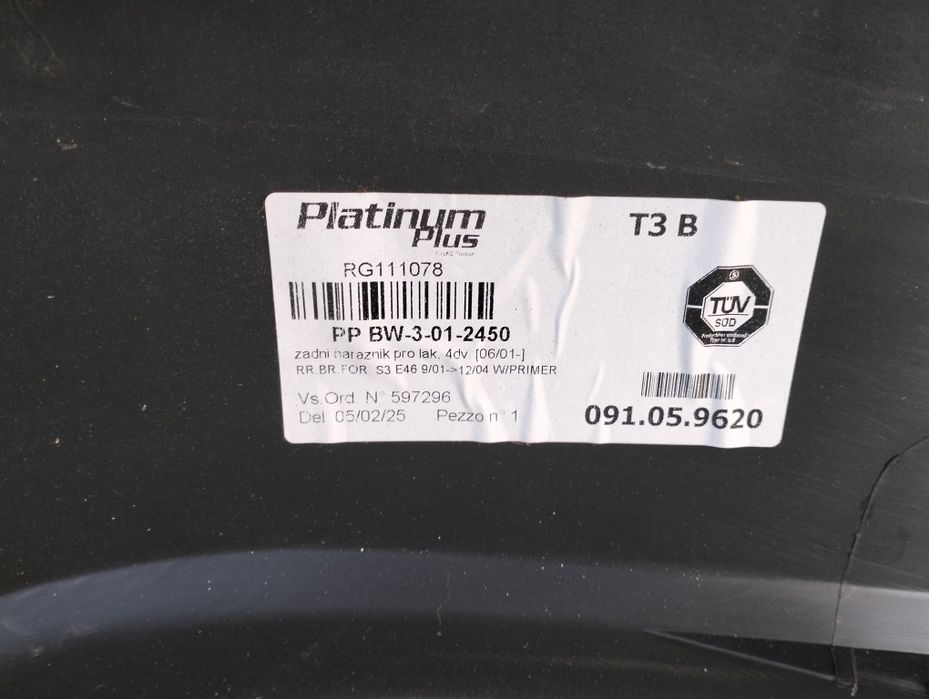 Platinum
Plus
T3 B
RG111078
TÜV
SÜD
PP BW-3-01-2450
zadni naraznik pro lak. 4dv. [06/01-]
RR.BR.FOR S3 E46 9/01->12/04 W/PRIMER
Vs.Ord N° 597296
Del 05/02/25 Pezzo n° 1
091.05.9620